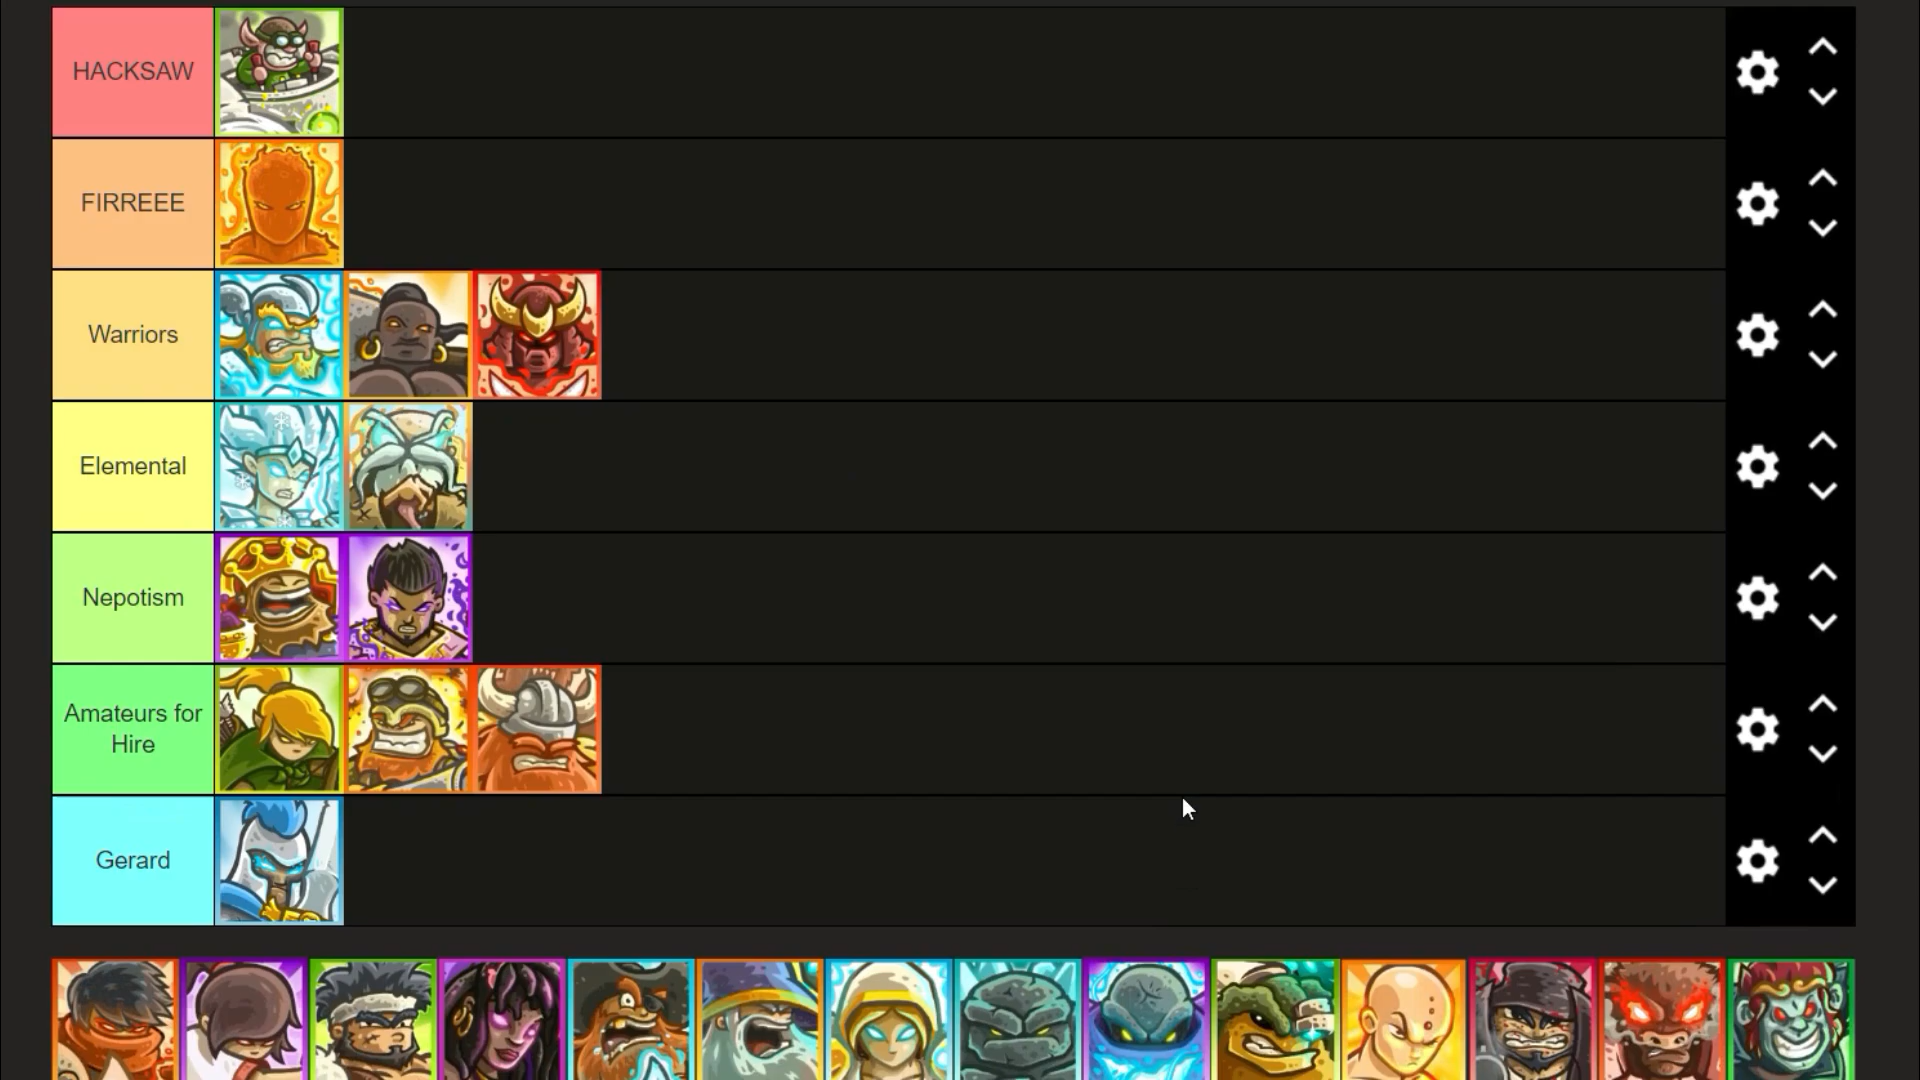 HACKSAW
FIRREEE
Warriors
Elemental
Nepotism
Amateurs for
Hire
Gerard